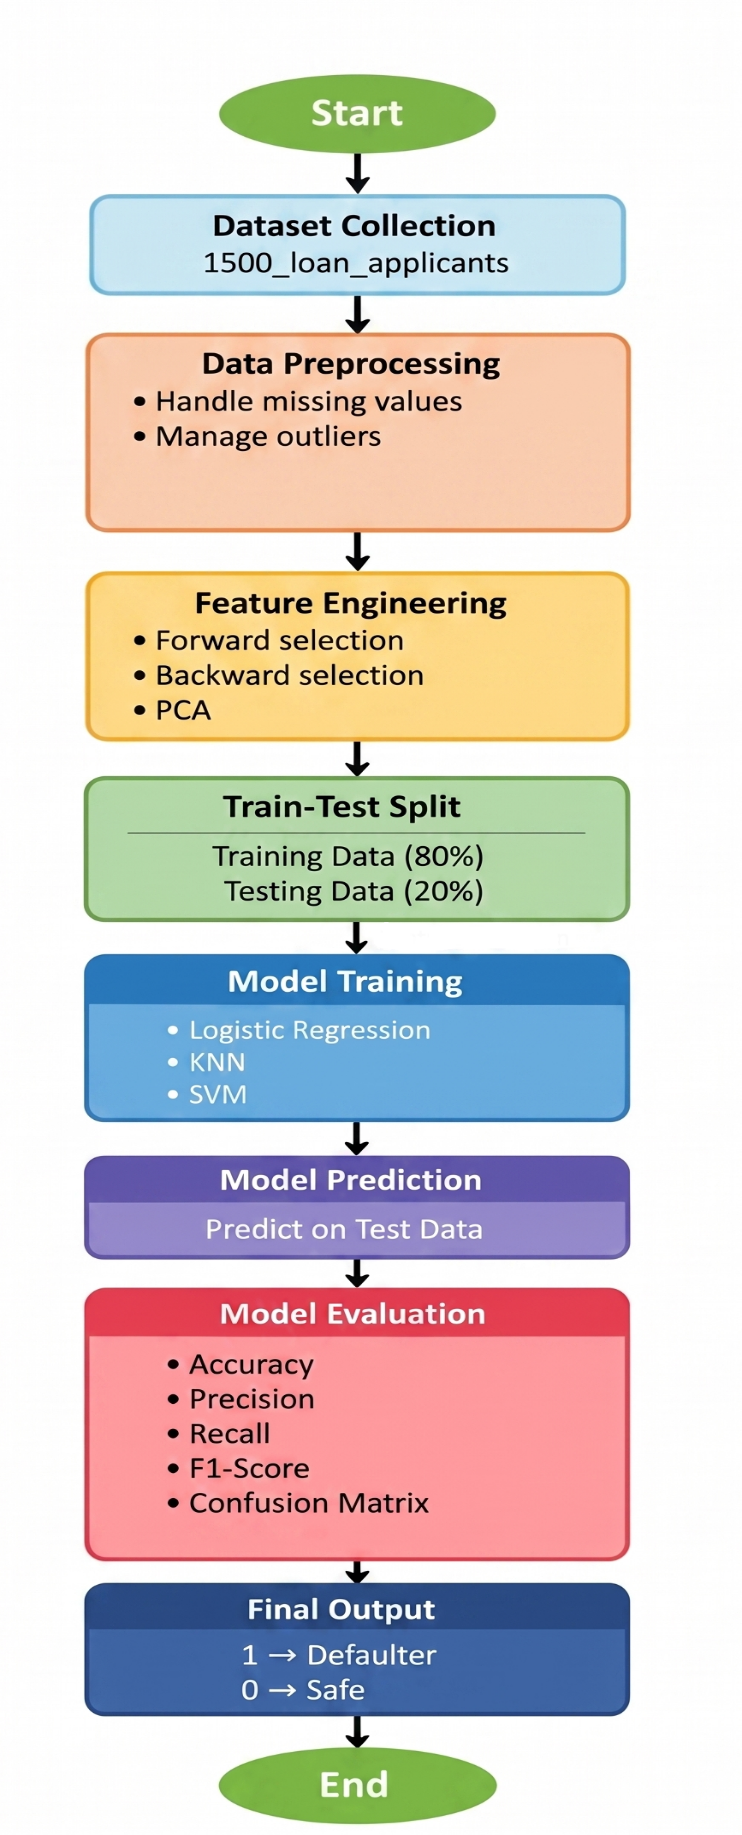 Start
Dataset Collection
1500_loan_applicants
Data Preprocessing
• Handle missing values
• Manage outliers
Feature Engineering
• Forward selection
• Backward selection
• PCA
Train-Test Split
Training Data (80%)
Testing Data (20%)
Model Training
• Logistic Regression
• KNN
• SVM
Model Prediction
Predict on Test Data
Model Evaluation
• Accuracy
• Precision
• Recall
• F1-Score
• Confusion Matrix
Final Output
1 → Defaulter
0 → Safe
End